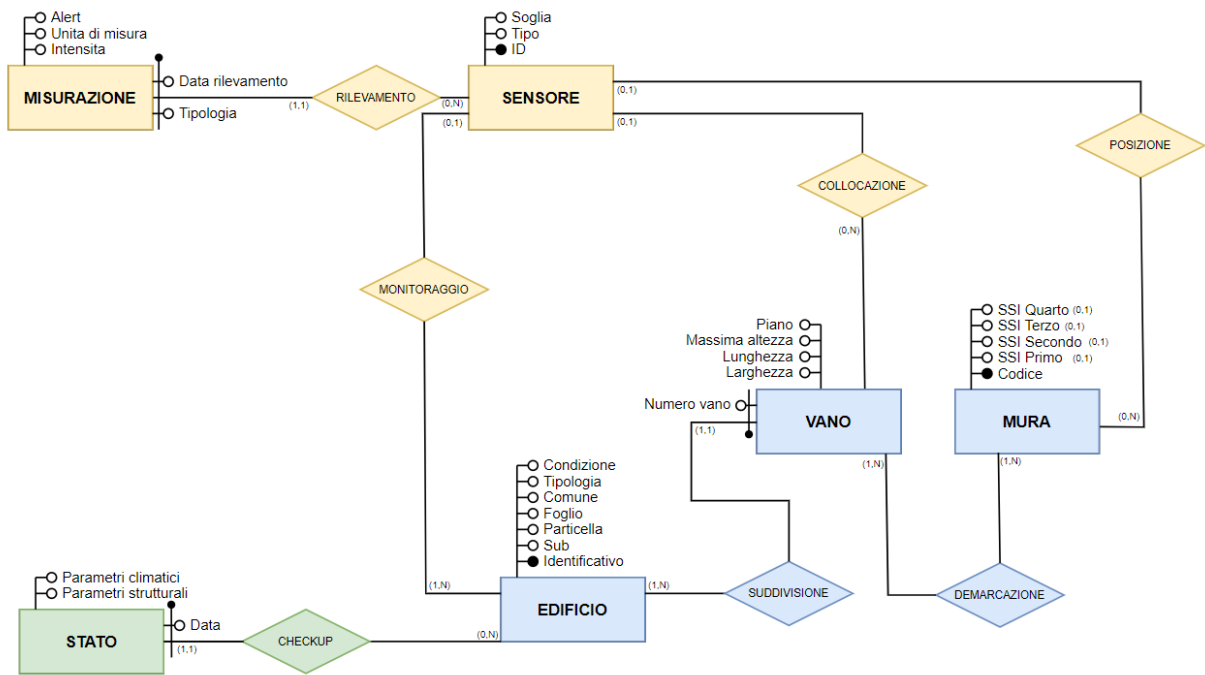 Alert
Unita di misura
Intensita
MISURAZIONE
Data rilevamento
Tipologia
(1,1)
RILEVAMENTO
(0,N)
(0,1)
Soglia
Tipo
ID
SENSORE
(0,1)
(0,1)
POSIZIONE
COLLOCAZIONE
(0,N)
MONITORAGGIO
Piano
Massima altezza
Lunghezza
Larghezza
Numero vano
(1,1)
VANO
(1,N)
SSI Quarto (0,1)
SSI Terzo (0,1)
SSI Secondo (0,1)
SSI Primo (0,1)
Codice
MURA
(0,N)
(1,N)
Condizione
Tipologia
Comune
Foglio
Particella
Sub
Identificativo
(1,N)
EDIFICIO
(1,N)
(0,N)
SUDDIVISIONE
DEMARCAZIONE
Parametri climatici
Parametri strutturali
Data
STATO
(1,1)
CHECKUP